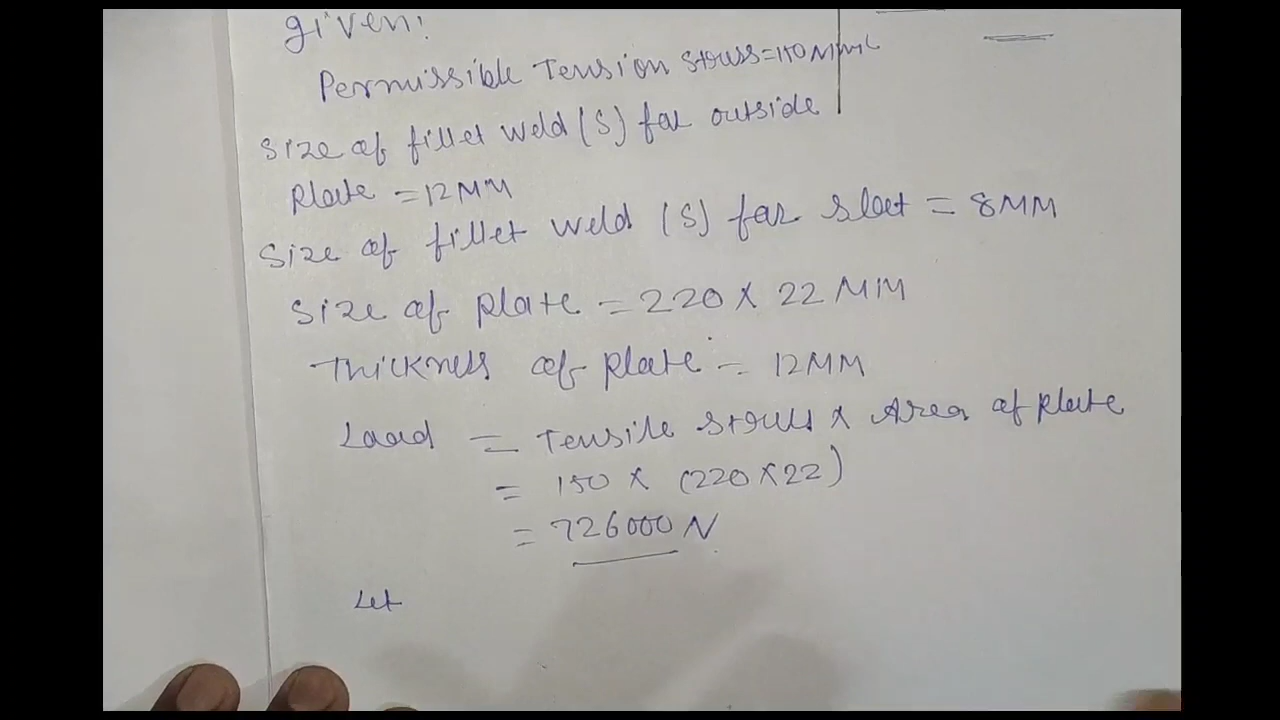 given:
Permissible Tension stress = 150 MM
Size of fillet weld (S) for outside
Plate = 12MM
Size of fillet weld (S) for slot = 8MM
Size of plate = 220 x 22 MM
Thickness of plate = 12MM
Load = Tensile stress x Area of plate
= 150 x (220 x 22)
= 726000 N
Let